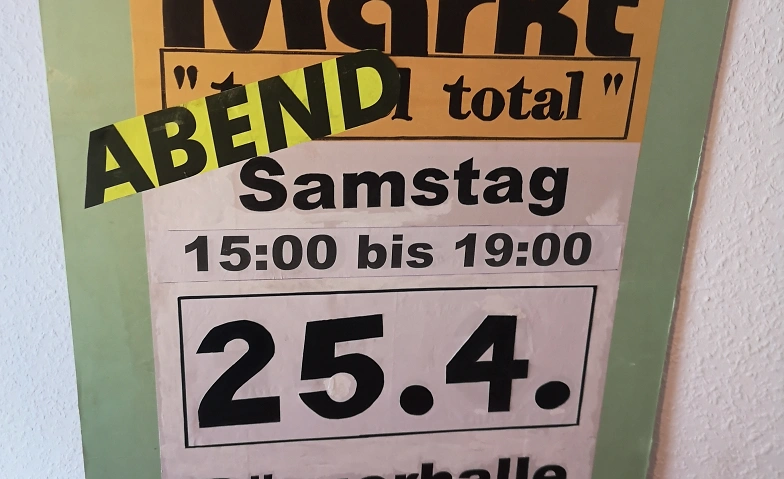 Markt
ABEND
total "
Samstag
15:00 bis 19:00
25.4.